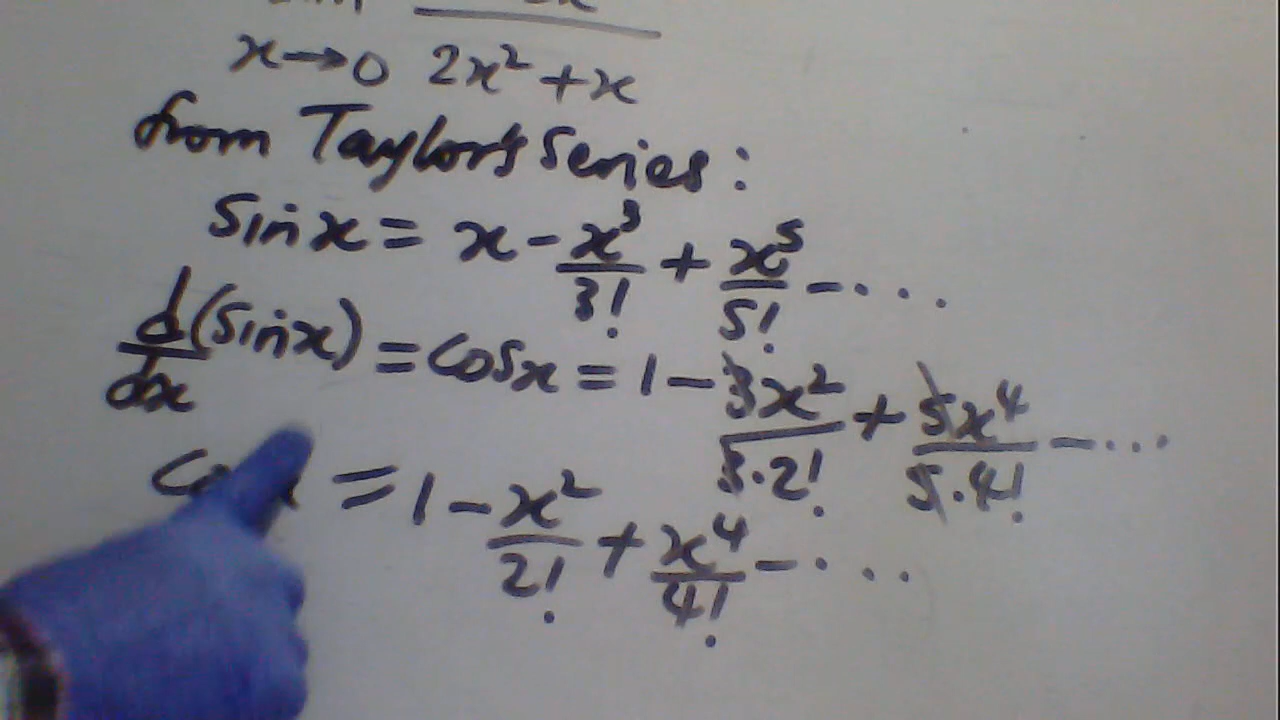 x→0 2x² + x
from Taylor's Series:
sin x = x - x³/3! + x⁵/5! - ....
d/dx (sin x) = cos x = 1 - 3x²/3·2! + 5x⁴/5·4! - ....
= 1 - x²/2! + x⁴/4! - ....